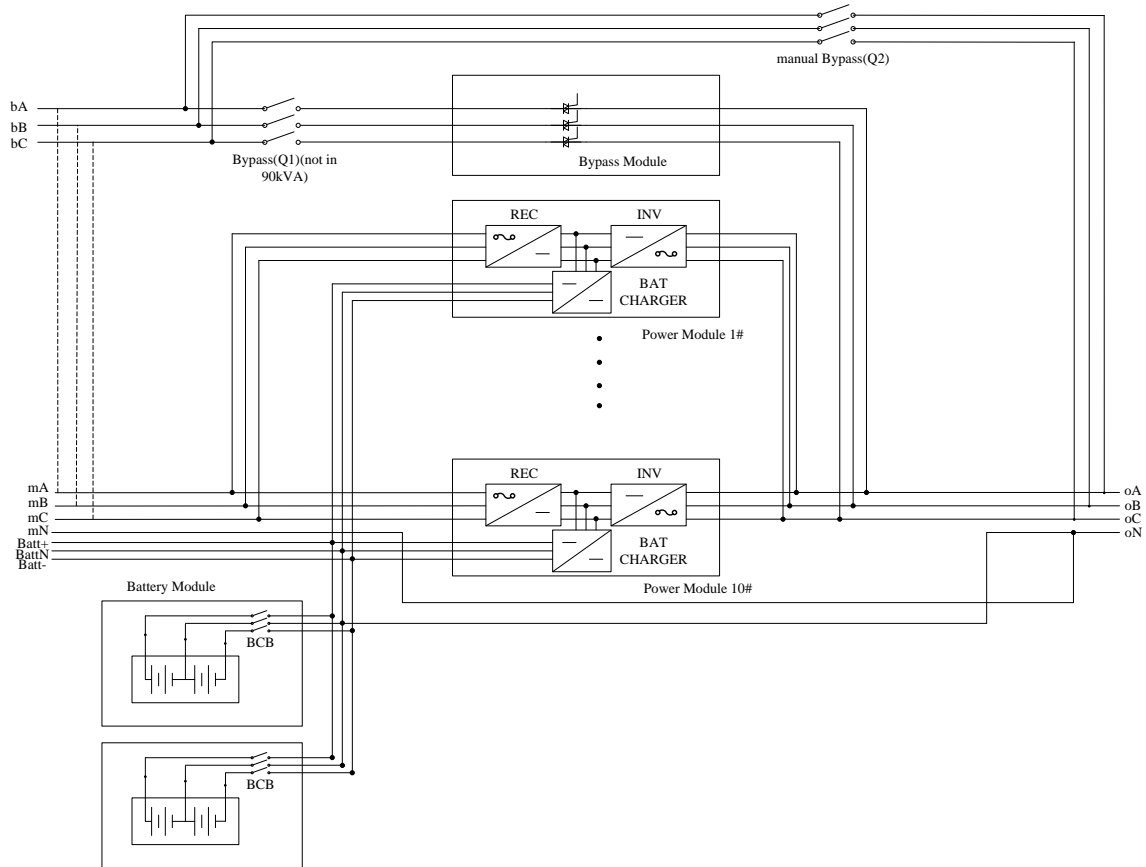 manual Bypass(Q2)
bA
bB
bC
Bypass(Q1)(not in
90kVA)
Bypass Module
REC
INV
BAT
CHARGER
Power Module 1#
REC
INV
mA
mB
mC
mN
Batt+
BattN
Batt-
oA
oB
oC
oN
BAT
CHARGER
Power Module 10#
Battery Module
BCB
BCB